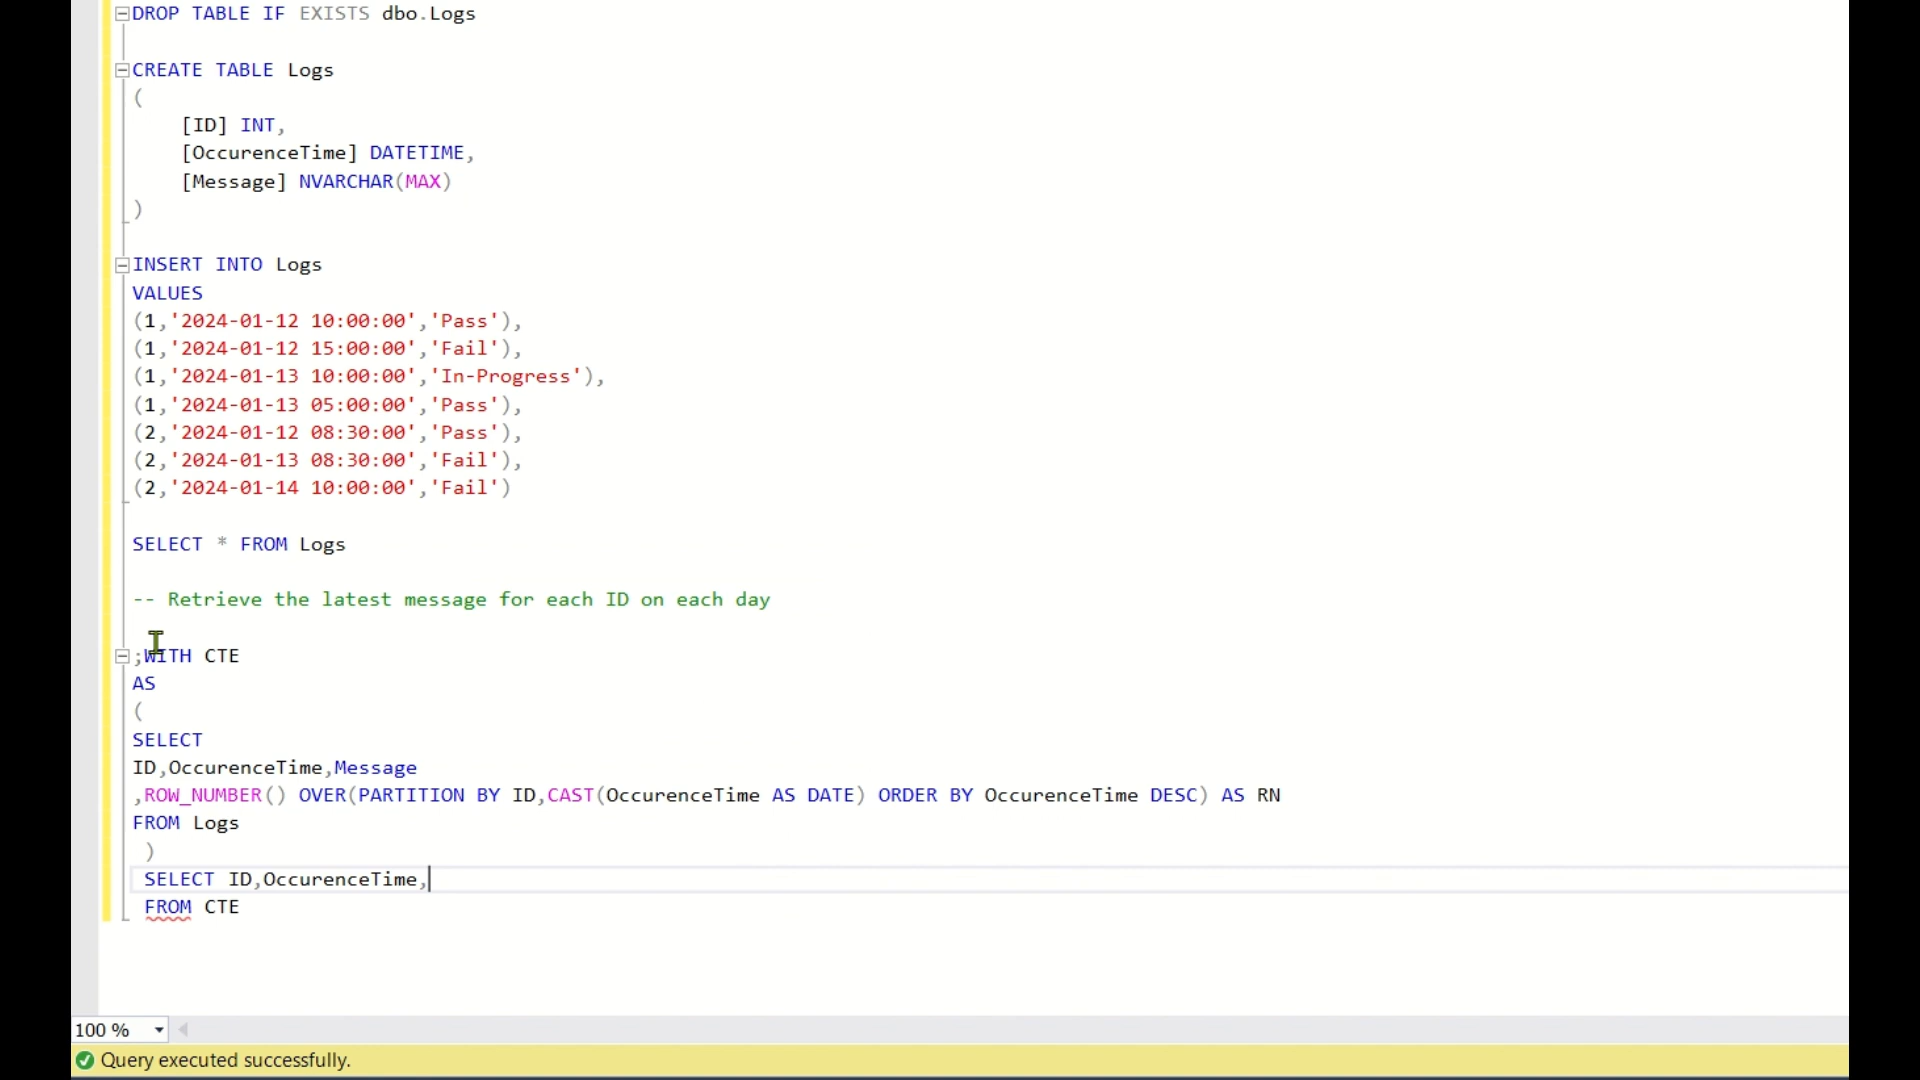 DROP TABLE IF EXISTS dbo.Logs
CREATE TABLE Logs
(
[ID] INT,
[OccurenceTime] DATETIME,
[Message] NVARCHAR(MAX)
)
INSERT INTO Logs
VALUES
(1,'2024-01-12 10:00:00','Pass'),
(1,'2024-01-12 15:00:00','Fail'),
(1,'2024-01-13 10:00:00','In-Progress'),
(1,'2024-01-13 05:00:00','Pass'),
(2,'2024-01-12 08:30:00','Pass'),
(2,'2024-01-13 08:30:00','Fail'),
(2,'2024-01-14 10:00:00','Fail')
SELECT * FROM Logs
-- Retrieve the latest message for each ID on each day
;WITH CTE
AS
(
SELECT
ID,OccurenceTime,Message
,ROW_NUMBER() OVER(PARTITION BY ID,CAST(OccurenceTime AS DATE) ORDER BY OccurenceTime DESC) AS RN
FROM Logs
)
SELECT ID,OccurenceTime,
FROM CTE
100 %
Query executed successfully.